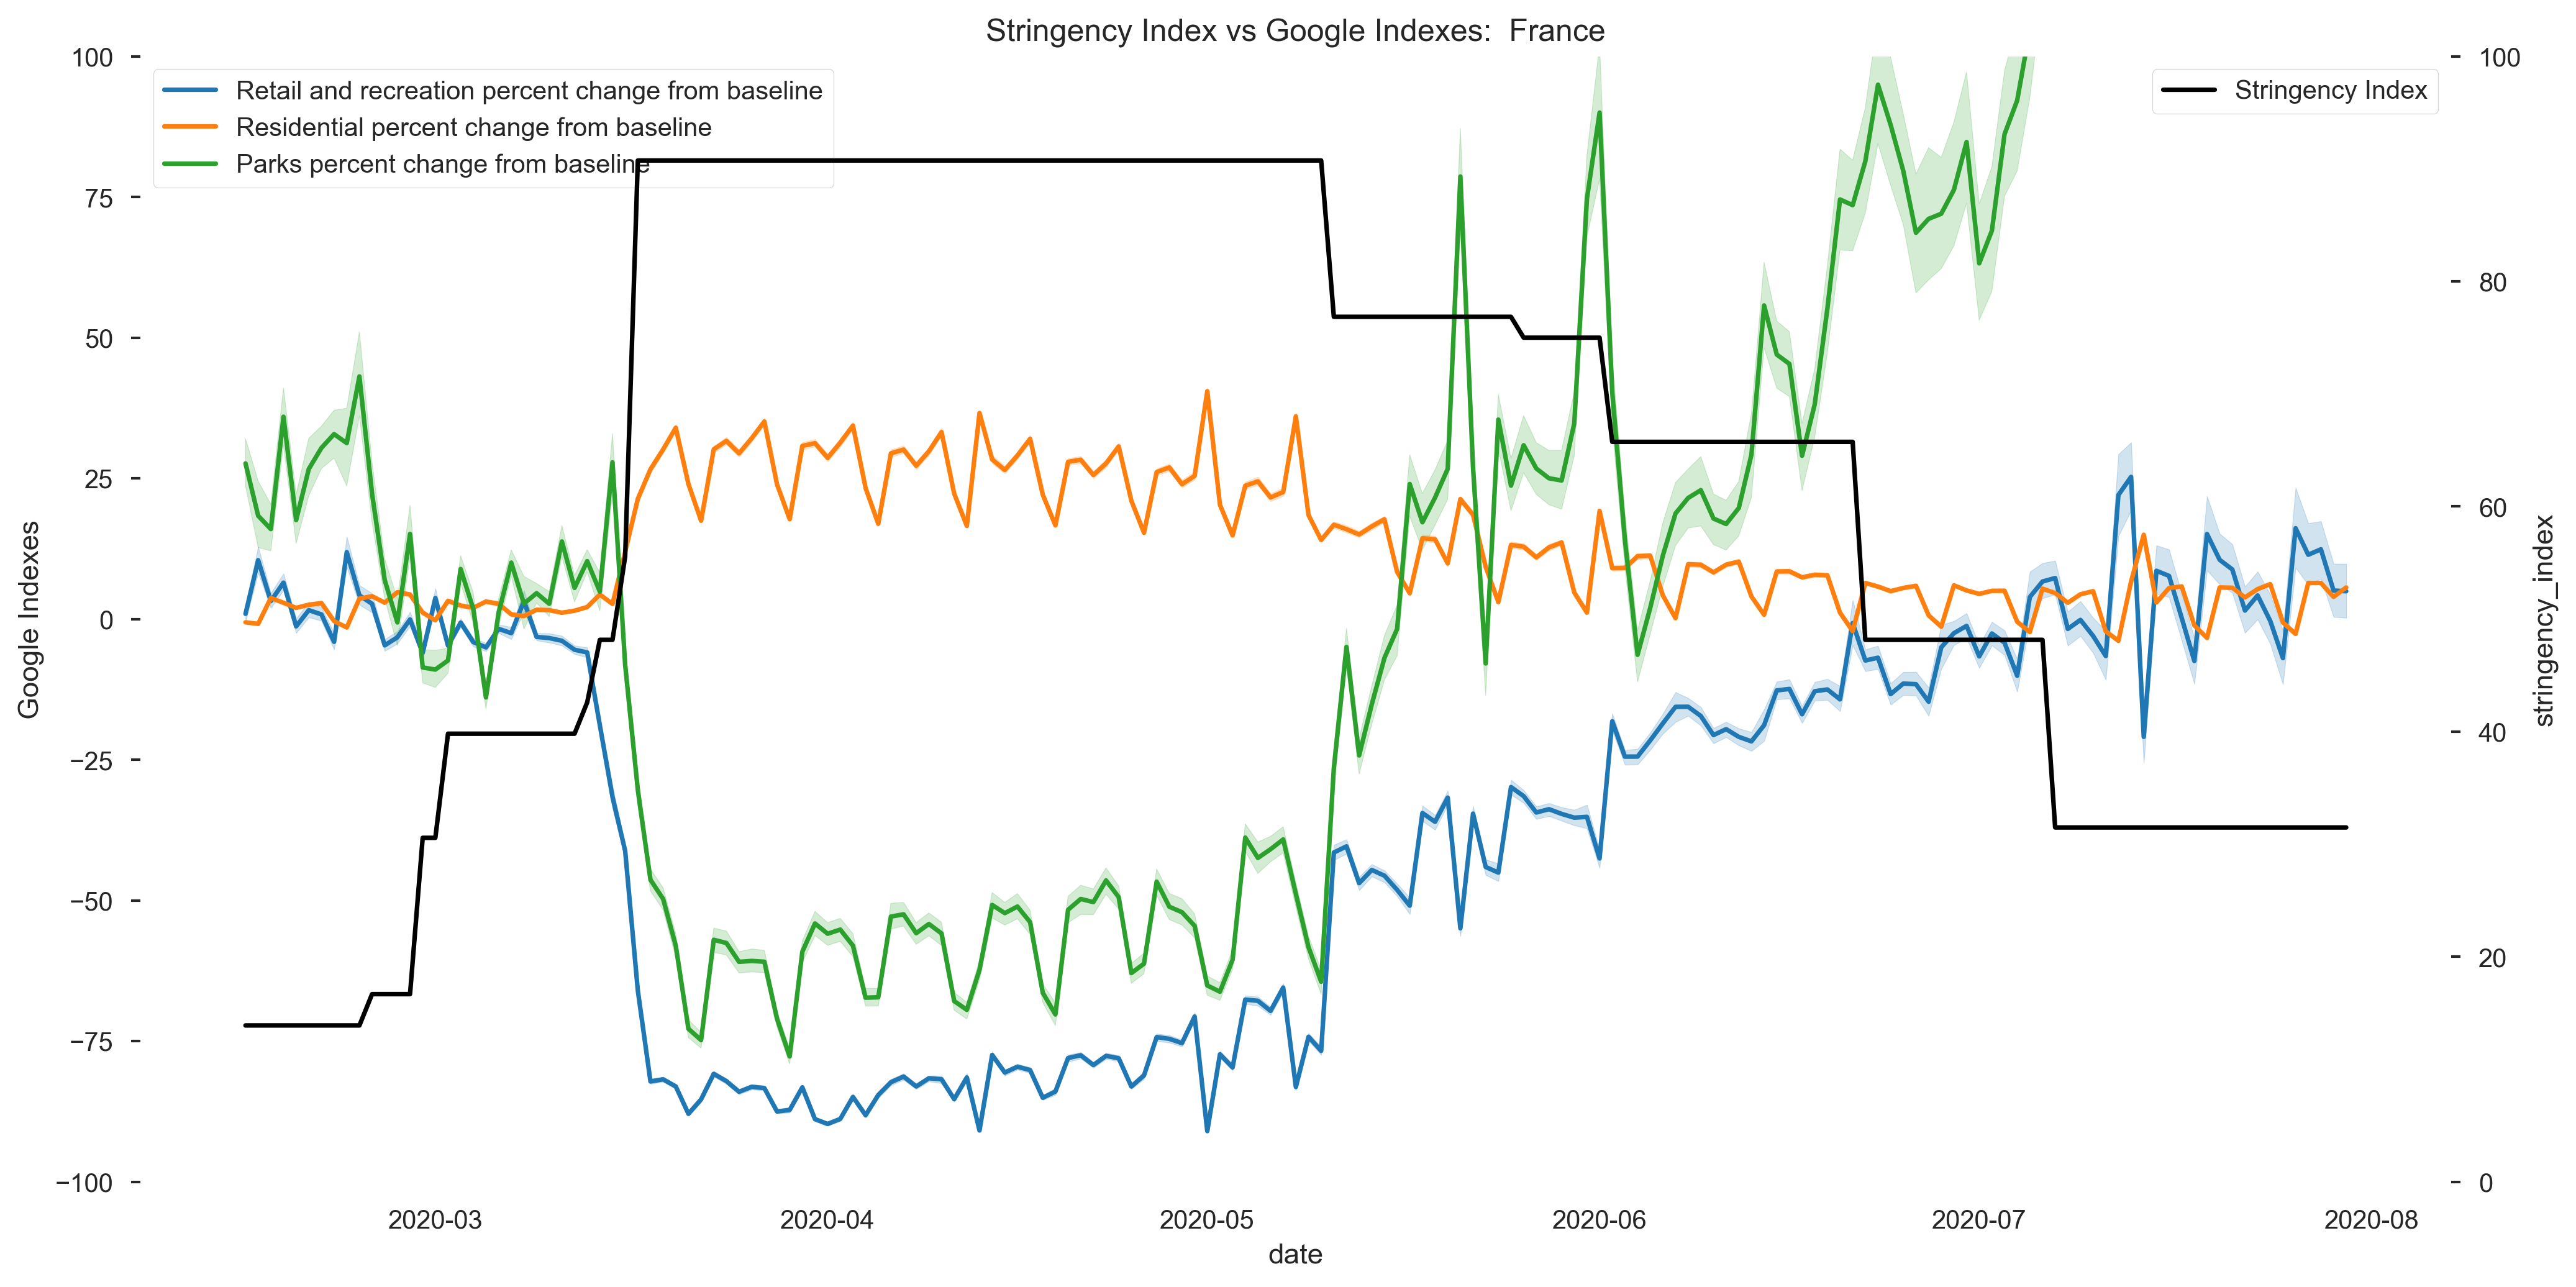 Stringency Index vs Google Indexes:  France
Retail and recreation percent change from baseline
Residential percent change from baseline
Parks percent change from baseline
Stringency Index
Google Indexes
100
75
50
25
0
−25
−50
−75
−100
100
80
60
40
20
0
stringency_index
2020-03
2020-04
2020-05
2020-06
2020-07
2020-08
date